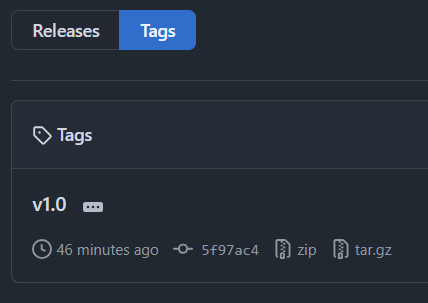 Releases Tags
Tags
v1.0
46 minutes ago 5f97ac4 zip tar.gz